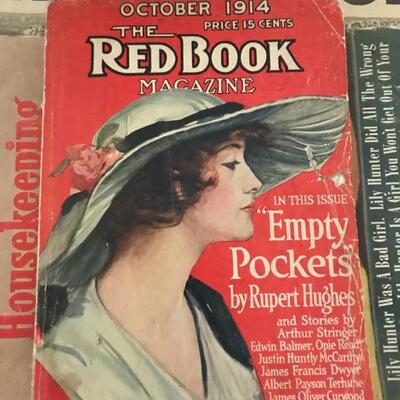 OCTOBER 1914
PRICE 15 CENTS
THE
RED BOOK
MAGAZINE
IN THIS ISSUE
"Empty
Pockets"
by Rupert Hughes
and Stories by
Arthur Stringer
Edwin Balmer, Opie Read
Justin Huntly McCarthy
James Francis Dwyer
Albert Payson Terhune
James Oliver Curwood
Housekeeping
Lily Hunter Was A Bad Girl. Lily Hunter Did All The Wrong
Girl You Won't Get Out Of Your